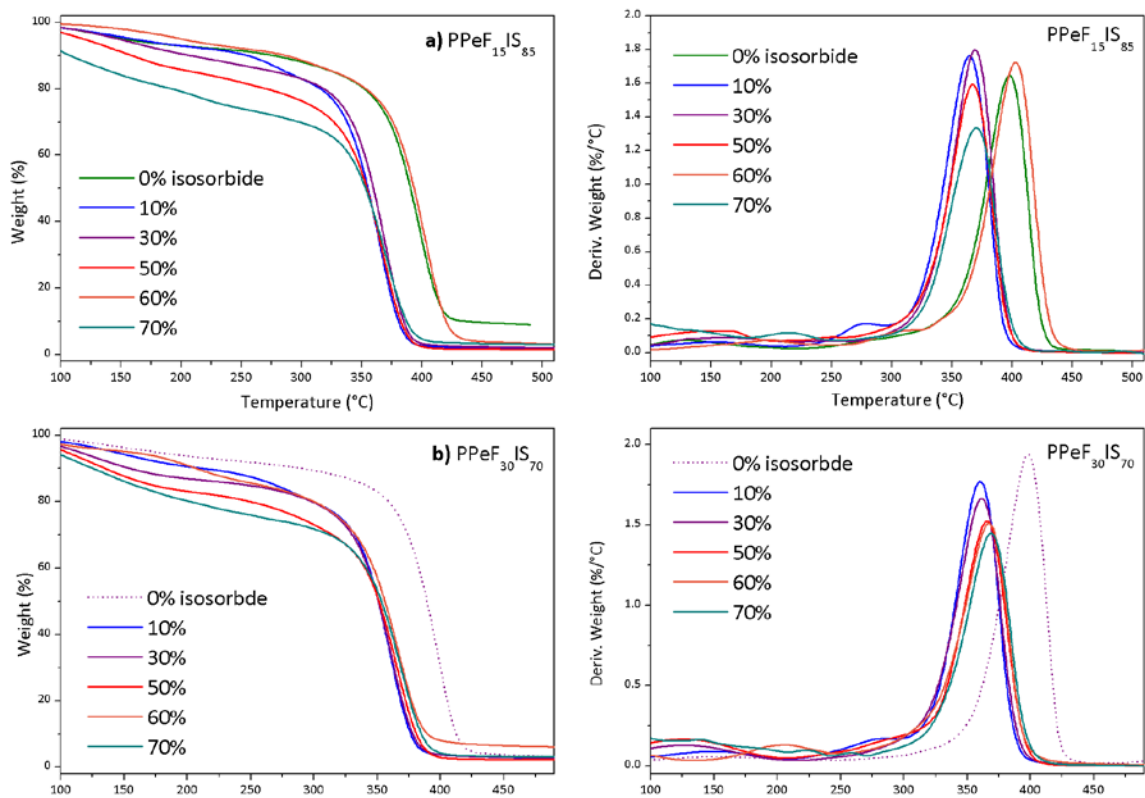 a) PPeF15IS85
Weight (%)
100
80
60
40
20
0
0% isosorbide
10%
30%
50%
60%
70%
100 150 200 250 300 350 400 450 500
Temperature (°C)
PPeF15IS85
Deriv. Weight (%/°C)
2.0
1.8
1.6
1.4
1.2
1.0
0.8
0.6
0.4
0.2
0.0
0% isosorbide
10%
30%
50%
60%
70%
100 150 200 250 300 350 400 450 500
Temperature (°C)
b) PPeF30IS70
Weight (%)
100
80
60
40
20
0
0% isosorbde
10%
30%
50%
60%
70%
100 150 200 250 300 350 400 450
PPeF30IS70
Deriv. Weight (%/°C)
2.0
1.5
1.0
0.5
0.0
0% isosorbde
10%
30%
50%
60%
70%
100 150 200 250 300 350 400 450